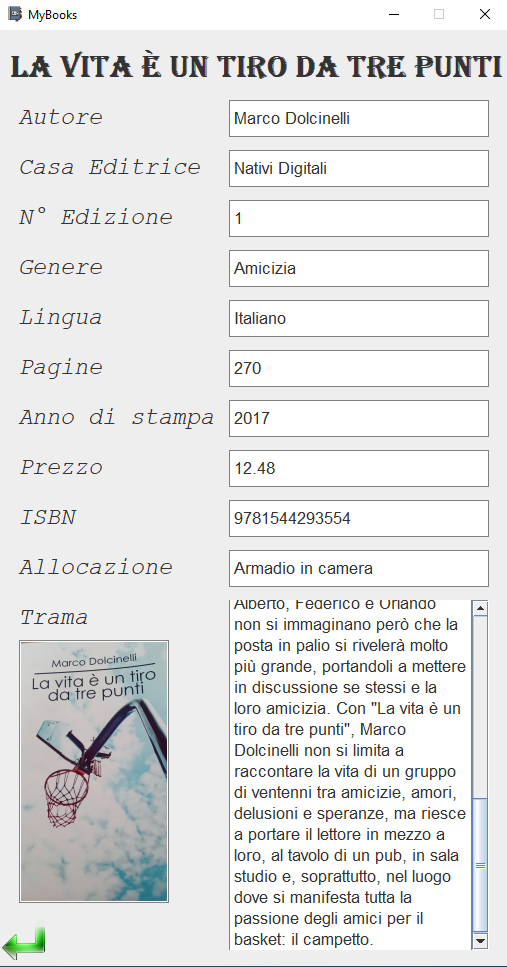 MyBooks
LA VITA È UN TIRO DA TRE PUNTI
Autore
Marco Dolcinelli
Casa Editrice
Nativi Digitali
N° Edizione
1
Genere
Amicizia
Lingua
Italiano
Pagine
270
Anno di stampa
2017
Prezzo
12.48
ISBN
9781544293554
Allocazione
Armadio in camera
Trama
Alberto, Federico e Orlando
non si immaginano però che la
posta in palio si rivelerà molto
più grande, portandoli a mettere
in discussione se stessi e la
loro amicizia. Con "La vita è un
tiro da tre punti", Marco
Dolcinelli non si limita a
raccontare la vita di un gruppo
di ventenni tra amicizie, amori,
delusioni e speranze, ma riesce
a portare il lettore in mezzo a
loro, al tavolo di un pub, in sala
studio e, soprattutto, nel luogo
dove si manifesta tutta la
passione degli amici per il
basket: il campetto.
Marco Dolcinelli
La vita è un tiro
da tre punti